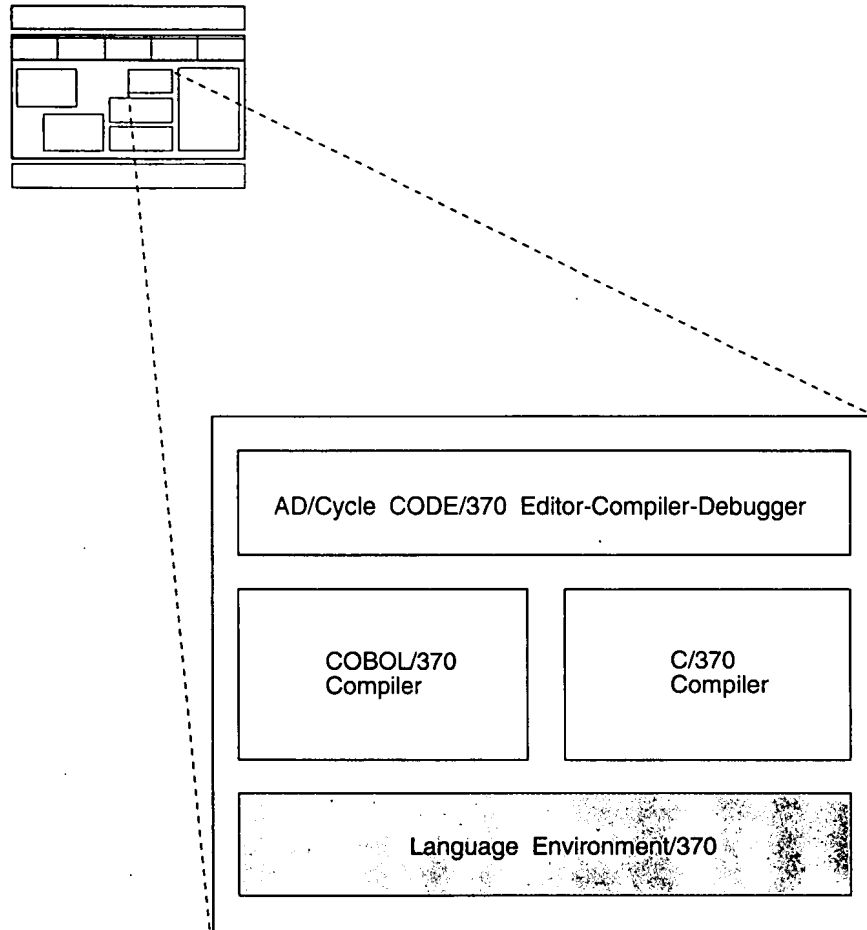 AD/Cycle CODE/370 Editor-Compiler-Debugger
COBOL/370
Compiler
C/370
Compiler
Language Environment/370